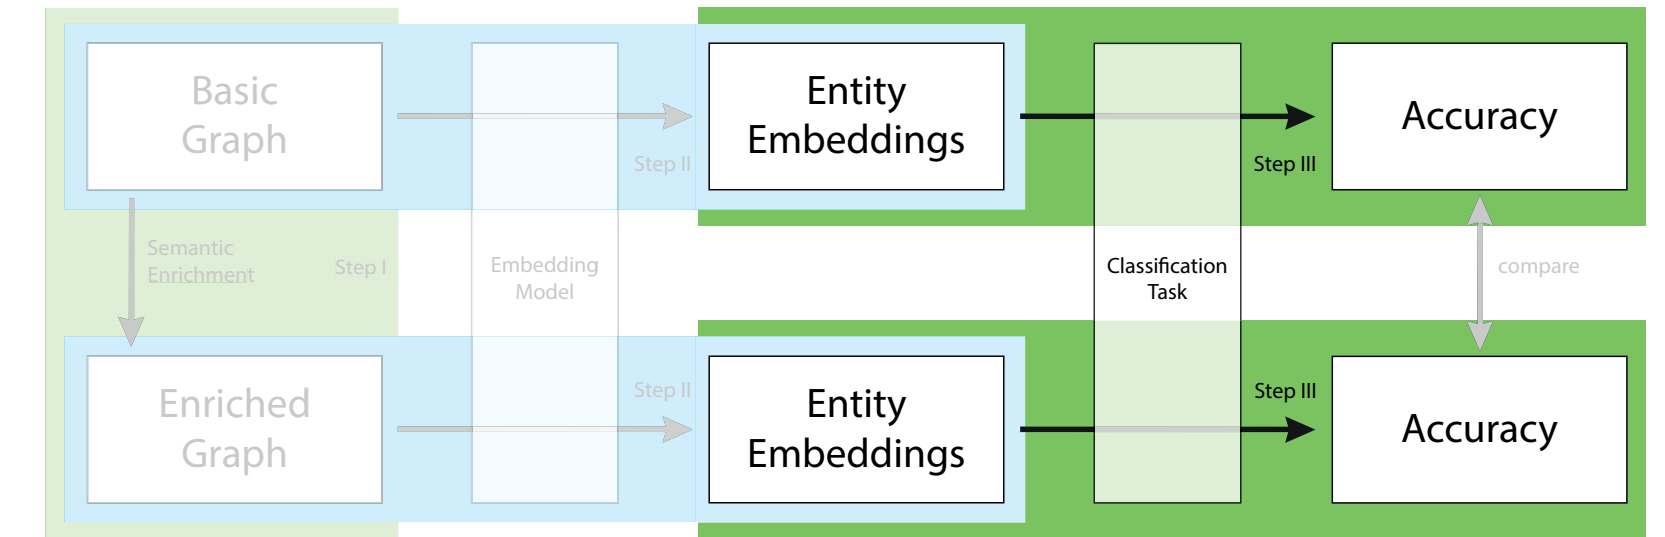 Basic
Graph
Step II
Entity
Embeddings
Step III
Accuracy
Semantic
Enrichment
Step I
Embedding
Model
Classification
Task
compare
Enriched
Graph
Step II
Entity
Embeddings
Step III
Accuracy